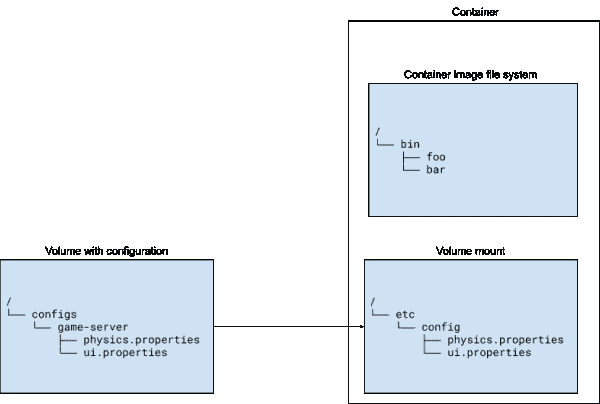 Container
Container image file system
/
└── bin
├── foo
└── bar
Volume with configuration
/
└── configs
└── game-server
├── physics.properties
└── ui.properties
Volume mount
/
└── etc
└── config
├── physics.properties
└── ui.properties